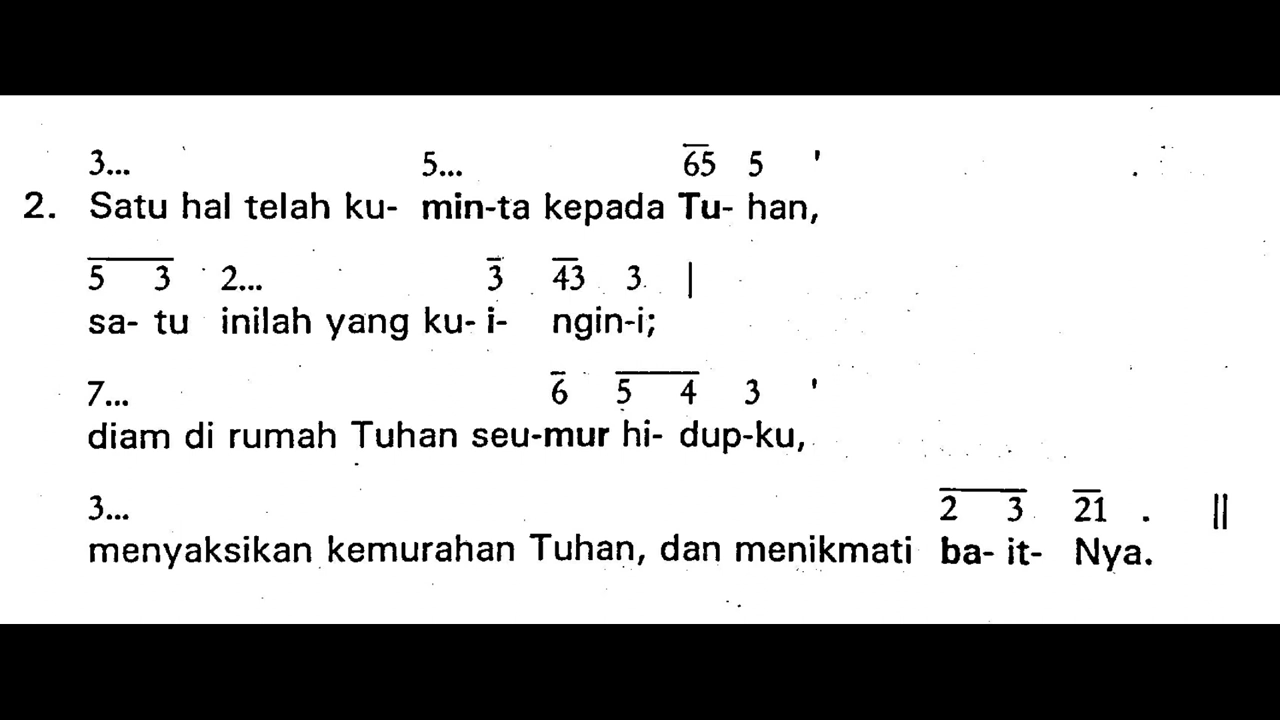 3... 5... 65 5 '
2. Satu hal telah ku- min-ta kepada Tu- han,
5 3 2... 3 43 3 |
sa- tu inilah yang ku- i- ngin-i;
7... 6 5 4 3 '
diam di rumah Tuhan seu-mur hi- dup-ku,
3... 2 3 21 . ||
menyaksikan kemurahan Tuhan, dan menikmati ba- it- Nya.